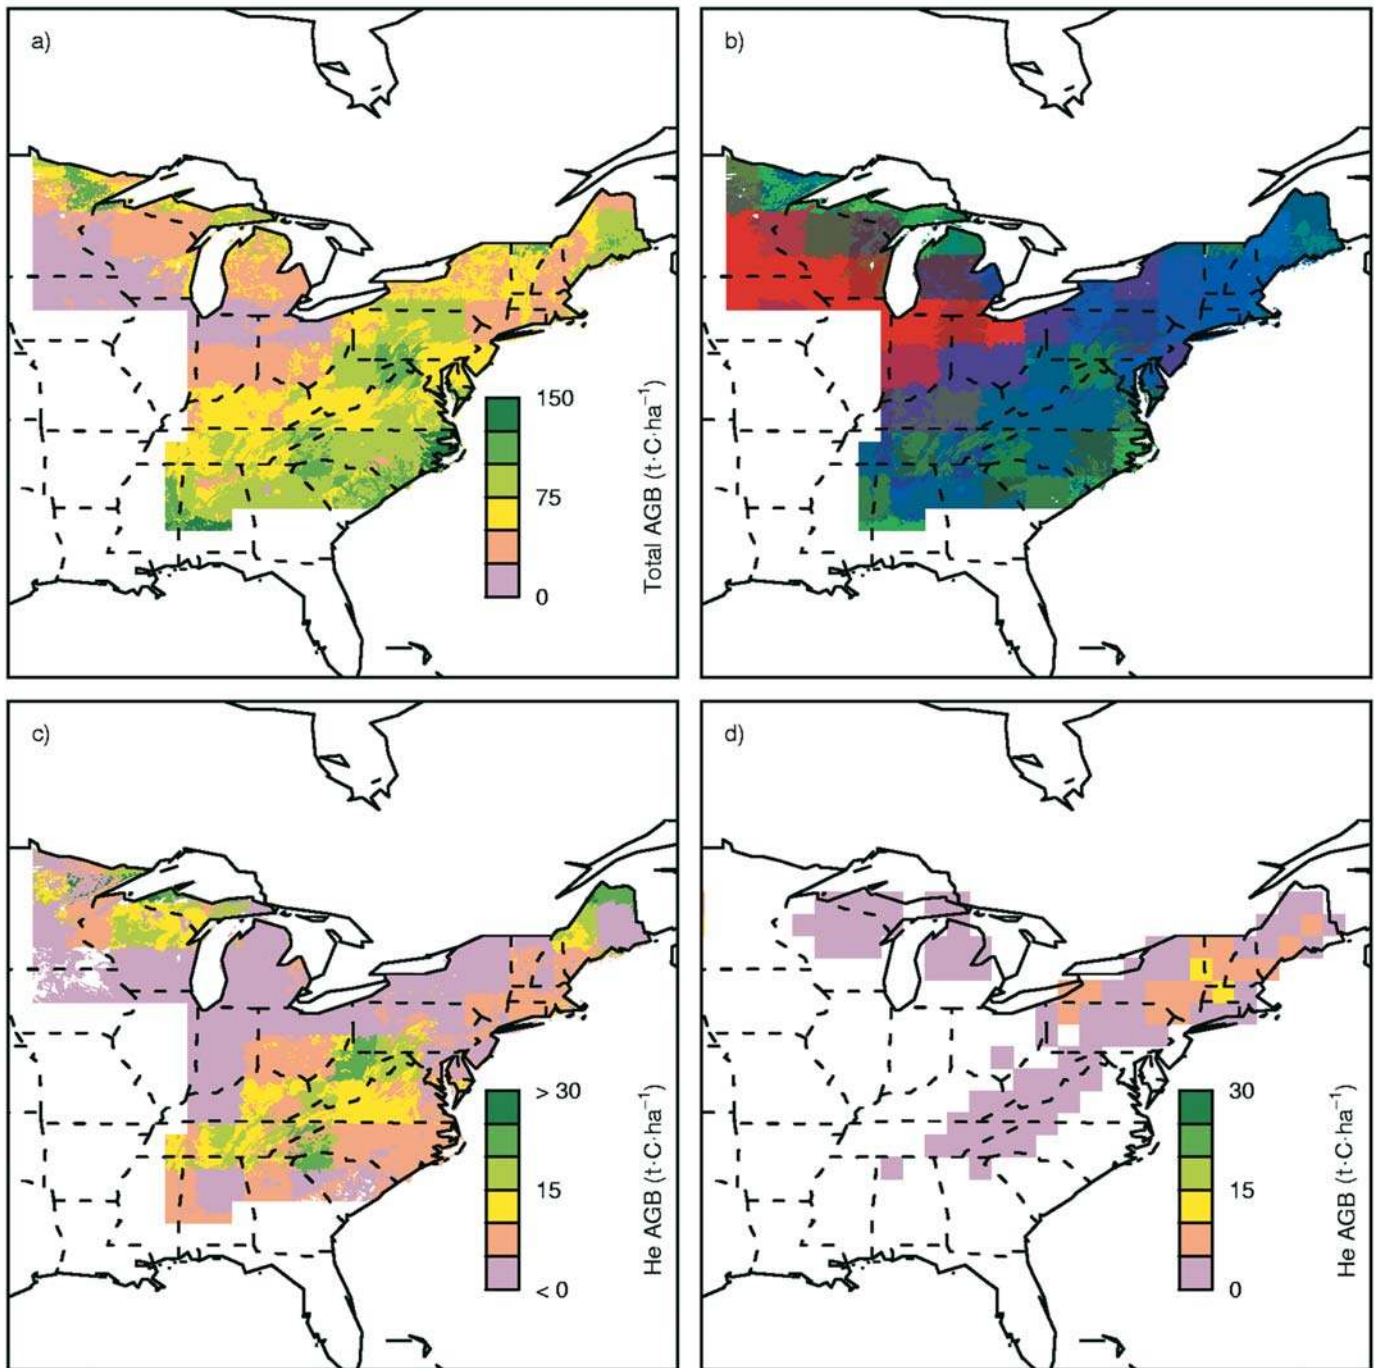 a)
150
75
0
Total AGB (t·C·ha⁻¹)
b)
c)
> 30
15
< 0
He AGB (t·C·ha⁻¹)
d)
30
15
0
He AGB (t·C·ha⁻¹)